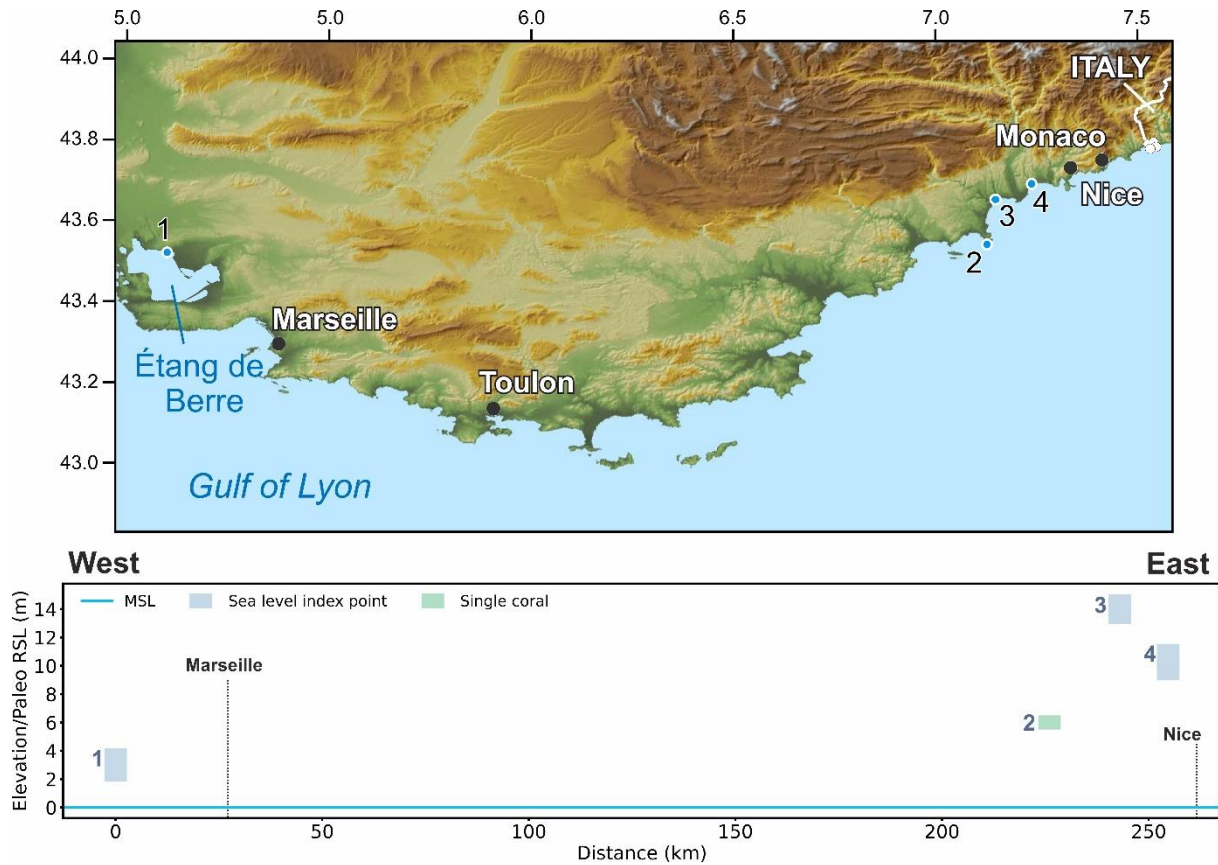 5.0 5.0 6.0 6.5 7.0 7.5
44.0
43.8
43.6
43.4
43.2
43.0
ITALY
Monaco
Nice
1
2
3
4
Marseille
Étang de
Berre
Toulon
Gulf of Lyon
West
East
MSL
Sea level index point
Single coral
Elevation/Paleo RSL (m)
14
12
10
8
6
4
2
0
1
Marseille
2
3
4
Nice
0 50 100 150 200 250
Distance (km)